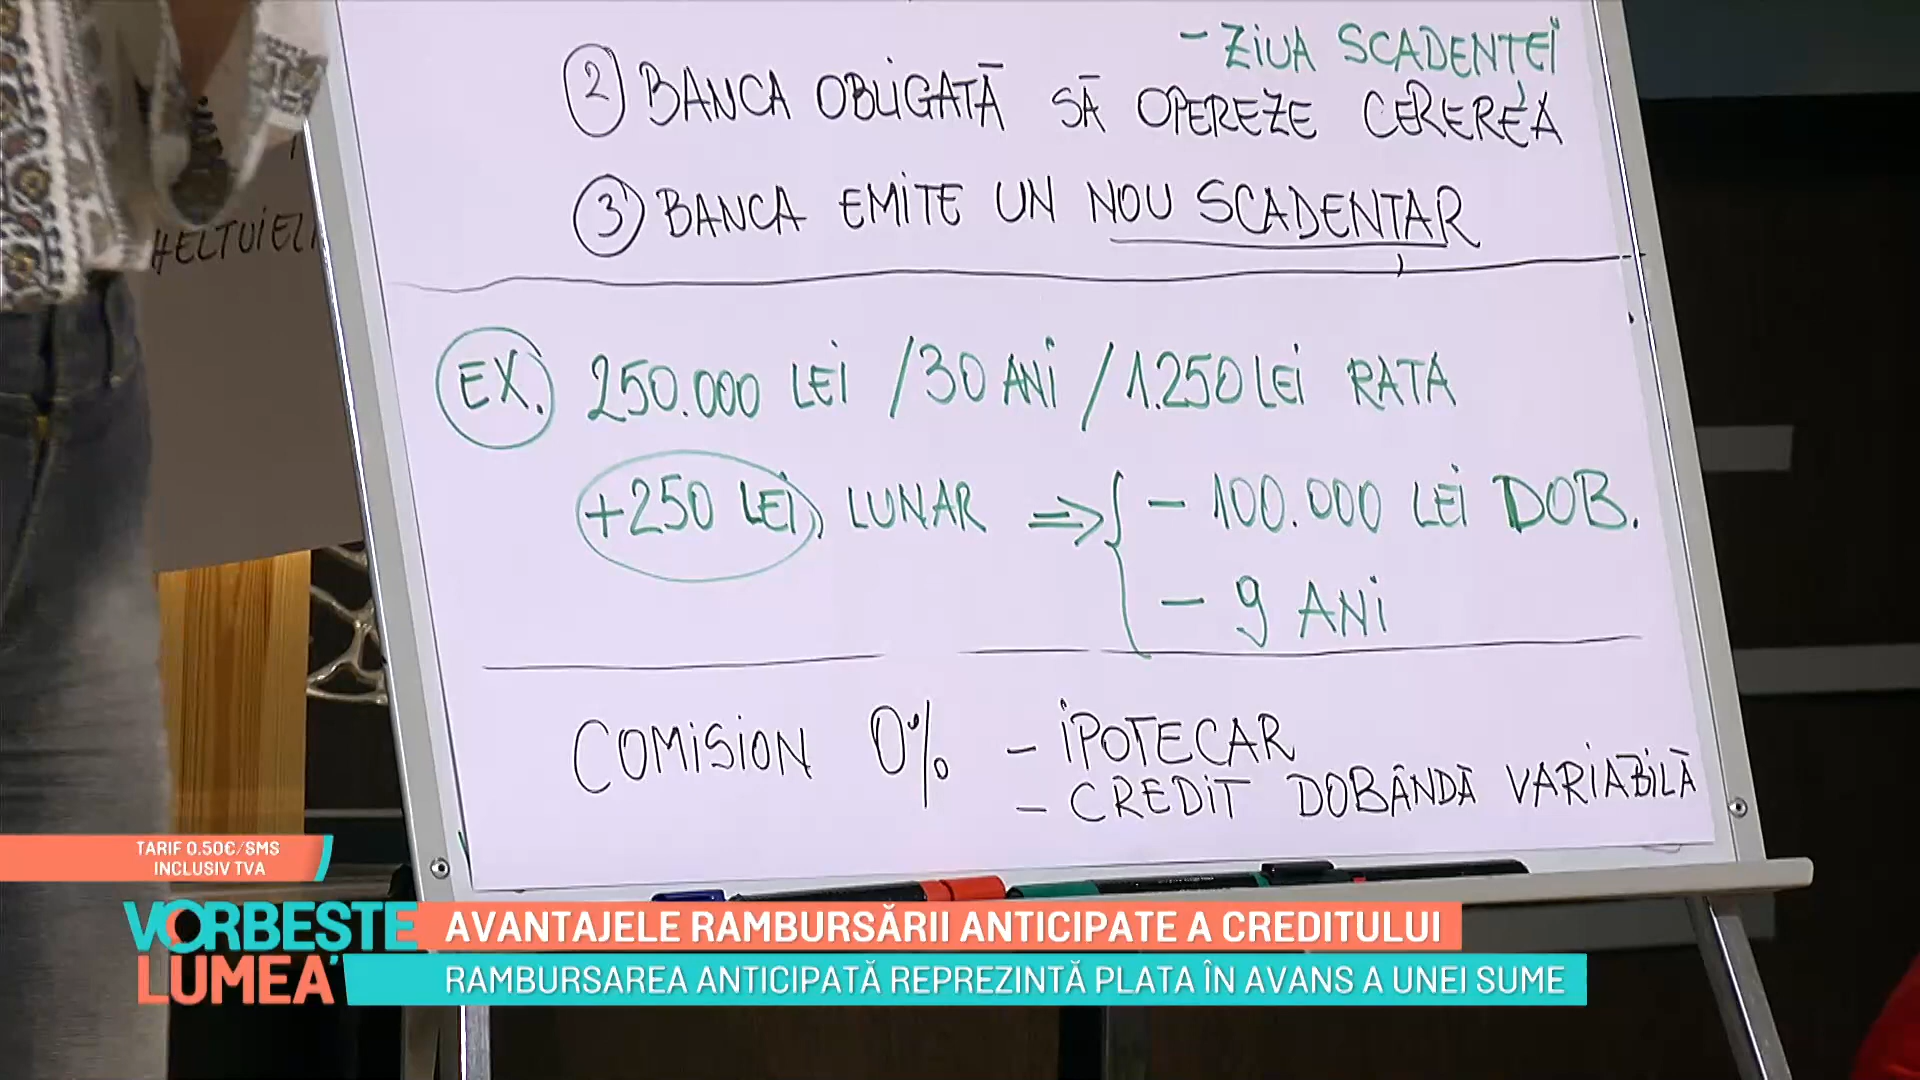 - ZIUA SCADENȚEI
2 BANCA OBLIGATĂ SĂ OPEREZE CEREREA
3 BANCA EMITE UN NOU SCADENȚAR
HELTUIELI
EX. 250.000 LEI / 30 ANI / 1.250 LEI RATA
+250 LEI LUNAR => { - 100.000 LEI DOB.
- 9 ANI
COMISION 0% - IPOTECAR
- CREDIT DOBÂNDĂ VARIABILĂ
TARIF 0.50€/SMS
INCLUSIV TVA
VORBEȘTE
LUMEA
AVANTAJELE RAMBURSĂRII ANTICIPATE A CREDITULUI
RAMBURSAREA ANTICIPATĂ REPREZINTĂ PLATA ÎN AVANS A UNEI SUME